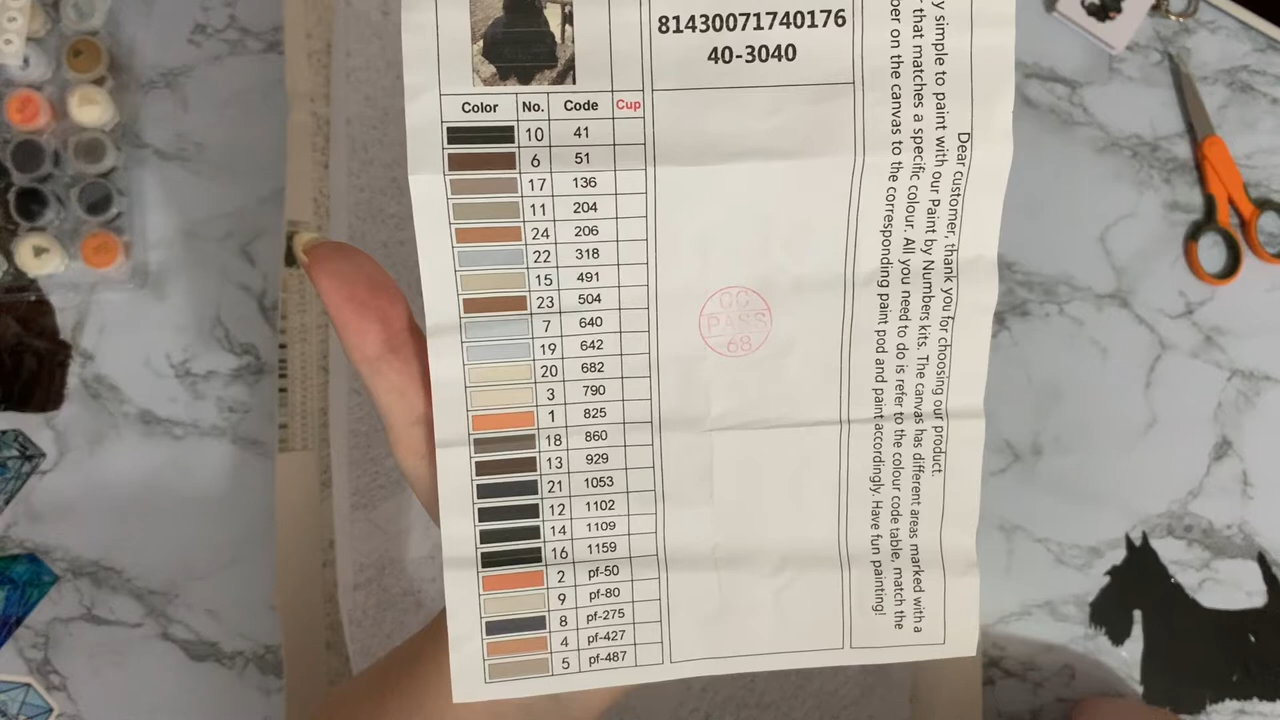 81430071740176
40-3040
Color No. Code Cup
10 41
6 51
17 136
11 204
24 206
22 318
15 491
23 504
7 640
19 642
20 682
3 790
1 825
18 860
13 929
21 1053
12 1102
14 1109
16 1159
2 pf-50
9 pf-80
8 pf-275
4 pf-427
5 pf-487
QC
PASS
68
Dear customer, thank you for choosing our product.
y simple to paint with our Paint by Numbers kits. The canvas has different areas marked with a
that matches a specific colour. All you need to do is refer to the colour code table, match the
ber on the canvas to the corresponding paint pod and paint accordingly. Have fun painting!